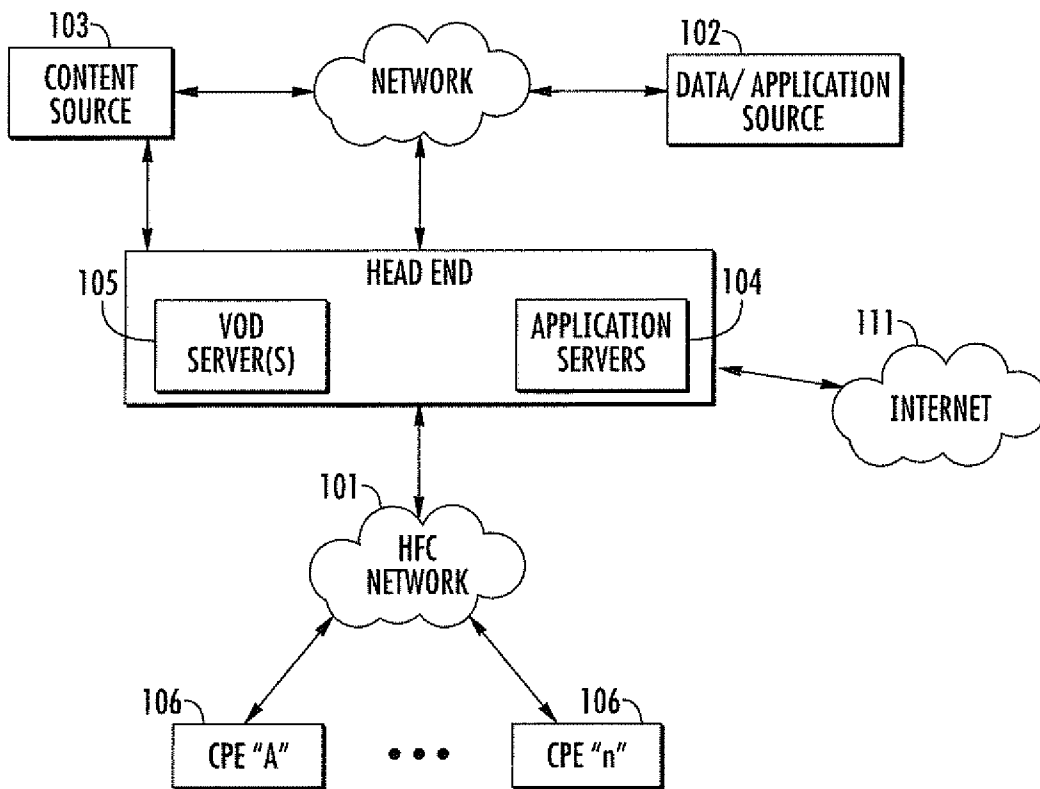 103
CONTENT
SOURCE
NETWORK
102
DATA/ APPLICATION
SOURCE
HEAD END
105
VOD
SERVER(S)
104
APPLICATION
SERVERS
111
INTERNET
101
HFC
NETWORK
106
CPE "A"
106
CPE "n"